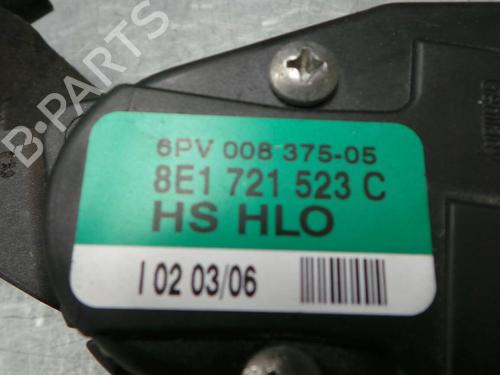 B-PARTS
6PV 008 375-05
8E1 721 523 C
HS HLO
I 02 03/06